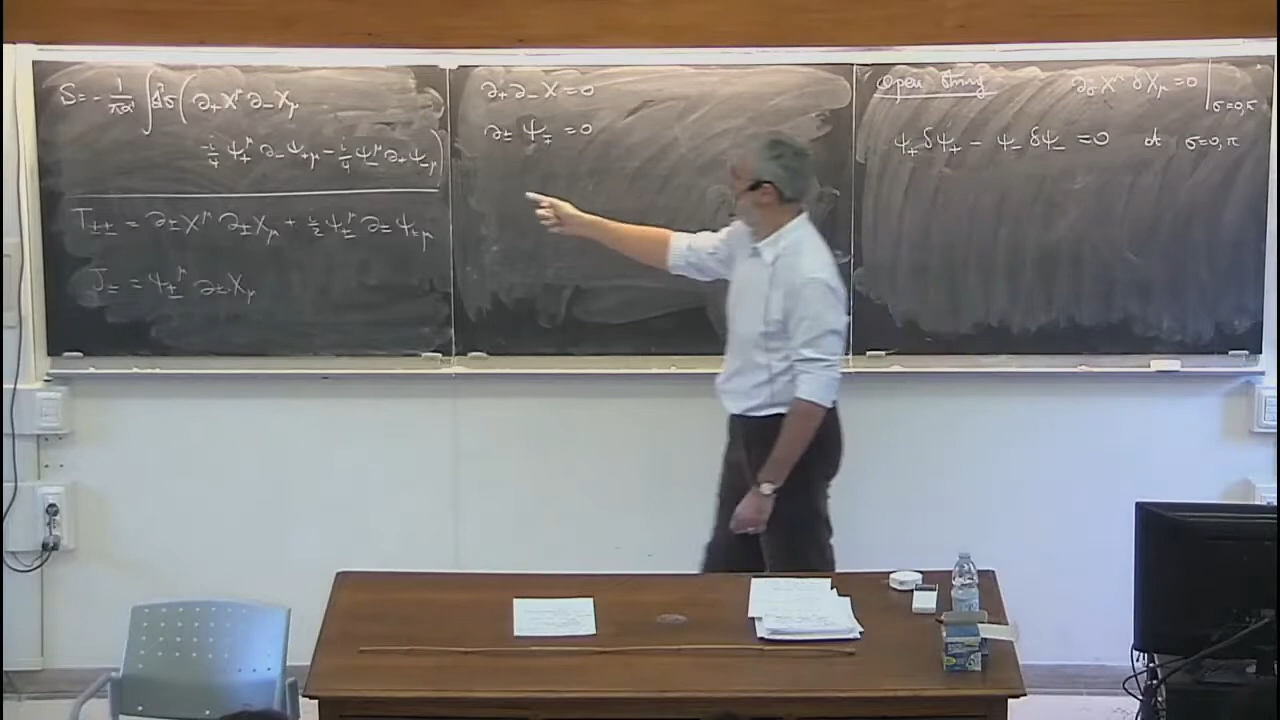 S = - 1/πα' ∫ d²σ ( ∂₊X^μ ∂₋X_μ
- i/4 ψ₊^μ ∂₋ψ₊μ - i/4 ψ₋^μ ∂₊ψ₋μ )
T±± = ∂±X^μ ∂±X_μ + i/2 ψ±^μ ∂±ψ±μ
J± = ψ±^μ ∂±X_μ
∂₊∂₋X = 0
∂± ψ∓ = 0
open string ∂σX^μ δX_μ = 0 |σ=0,π
ψ₊δψ₊ - ψ₋δψ₋ = 0 at σ=0,π